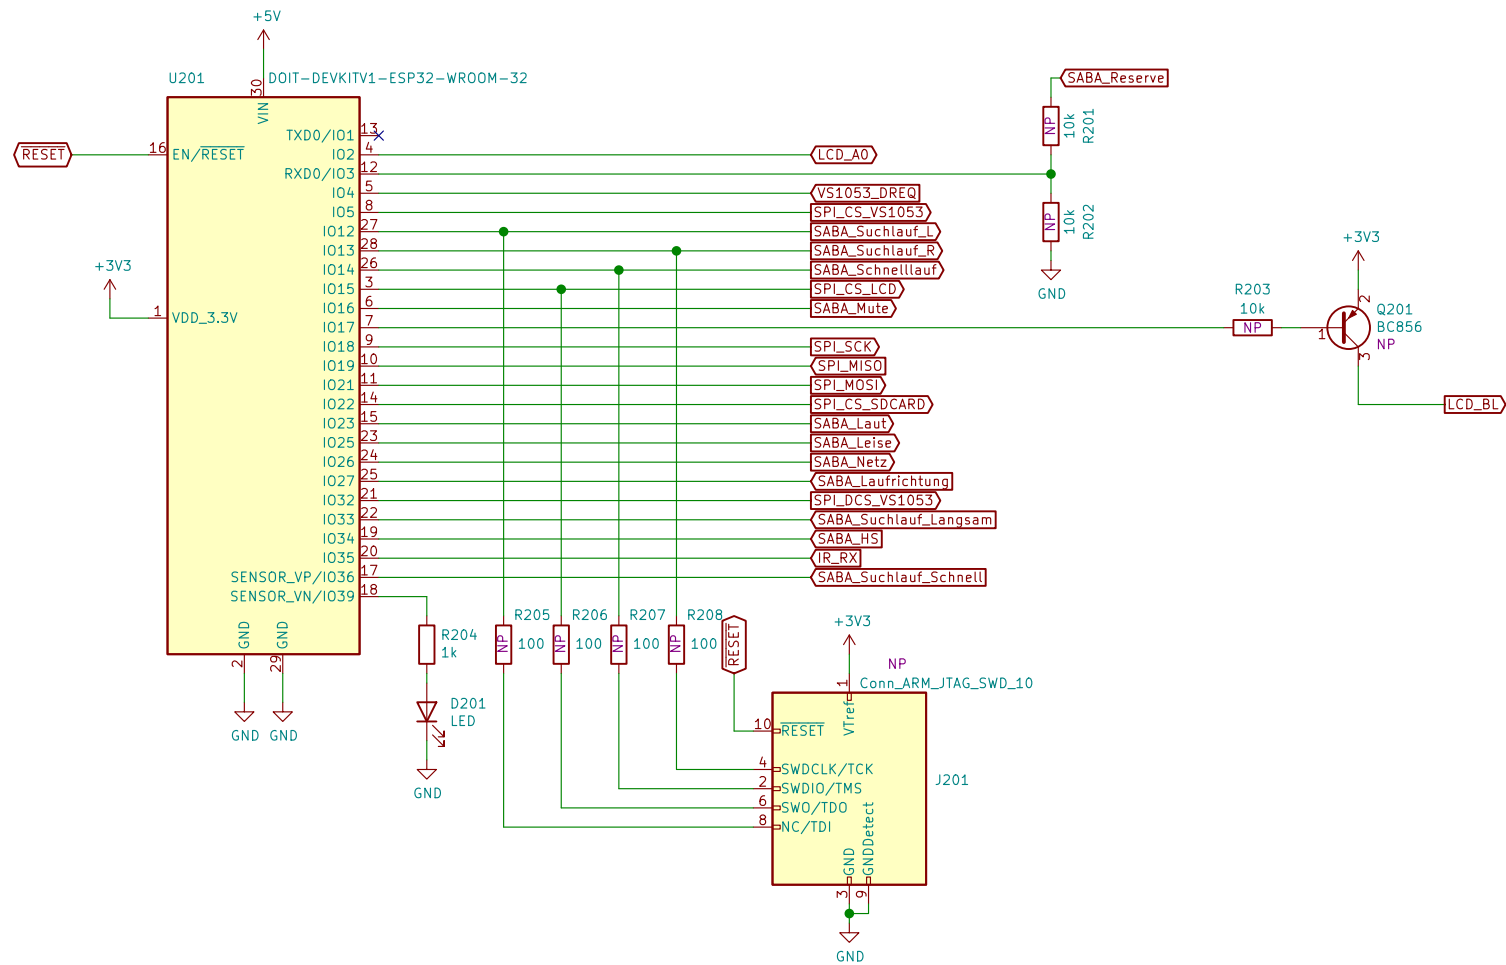 +5V
U201
DOIT-DEVKITV1-ESP32-WROOM-32
30
VIN
SABA_Reserve
NP
10k
R201
TXD0/IO1
13
RESET
16
EN/RESET
IO2
4
LCD_A0
RXD0/IO3
12
IO4
5
VS1053_DREQ
IO5
8
SPI_CS_VS1053
NP
10k
R202
IO12
27
SABA_Suchlauf_L
IO13
28
SABA_Suchlauf_R
+3V3
+3V3
IO14
26
SABA_Schnelllauf
GND
IO15
3
SPI_CS_LCD
R203
10k
NP
2
Q201
BC856
NP
1
3
IO16
6
SABA_Mute
1
VDD_3.3V
IO17
7
IO18
9
SPI_SCK
IO19
10
SPI_MISO
IO21
11
SPI_MOSI
IO22
14
SPI_CS_SDCARD
LCD_BL
IO23
15
SABA_Laut
IO25
23
SABA_Leise
IO26
24
SABA_Netz
IO27
25
SABA_Laufrichtung
IO32
21
SPI_DCS_VS1053
IO33
22
SABA_Suchlauf_Langsam
IO34
19
SABA_HS
IO35
20
IR_RX
SENSOR_VP/IO36
17
SABA_Suchlauf_Schnell
SENSOR_VN/IO39
18
GND
GND
2
29
GND
GND
R204
1k
R205
NP
100
R206
NP
100
R207
NP
100
R208
NP
100
RESET
+3V3
NP
Conn_ARM_JTAG_SWD_10
1
VTref
D201
LED
GND
10
RESET
4
SWDCLK/TCK
2
SWDIO/TMS
6
SWO/TDO
8
NC/TDI
J201
GND
GNDDetect
3
9
GND